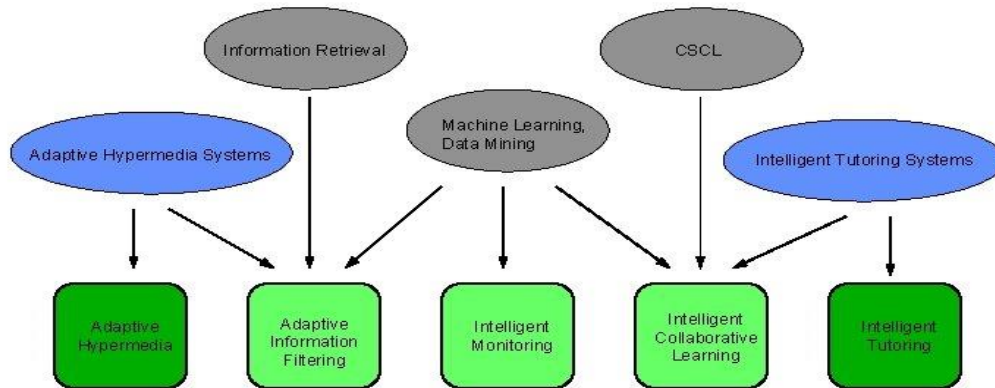 Information Retrieval
CSCL
Machine Learning,
Data Mining
Adaptive Hypermedia Systems
Intelligent Tutoring Systems
Adaptive
Hypermedia
Adaptive
Information
Filtering
Intelligent
Monitoring
Intelligent
Collaborative
Learning
Intelligent
Tutoring